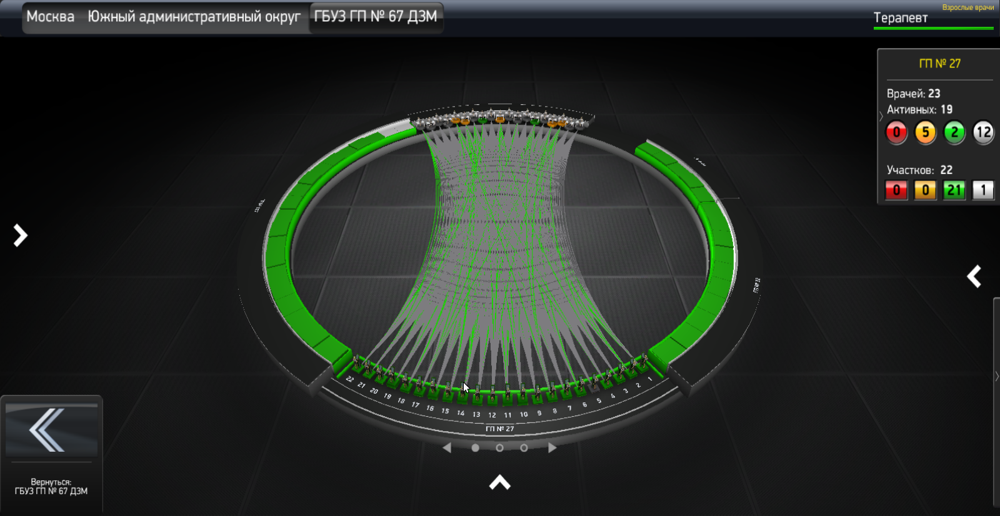 Москва Южный административный округ ГБУЗ ГП № 67 ДЗМ
Взрослые врачи
Терапевт
ГП № 27
Врачей: 23
Активных: 19
0 5 2 12
Участков: 22
0 0 21 1
22 21 20 19 18 17 16 15 14 13 12 11 10 9 8 7 6 5 4 3 2 1
ГП № 27
Вернуться:
ГБУЗ ГП № 67 ДЗМ